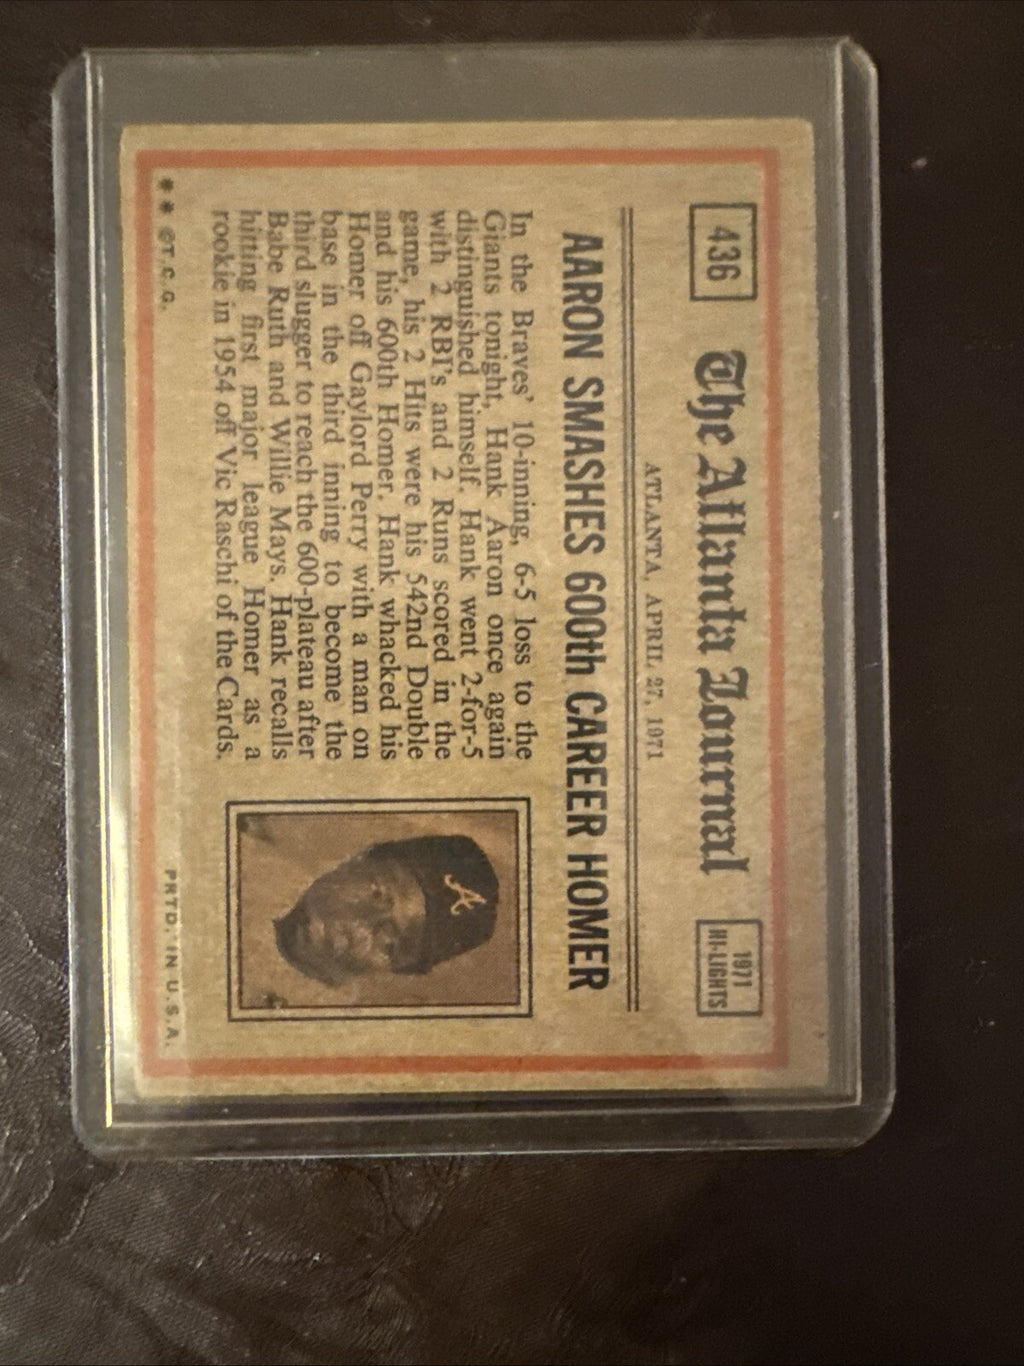 436
The Atlanta Journal
1971
HI-LIGHTS
ATLANTA, APRIL 27, 1971
AARON SMASHES 600th CAREER HOMER
In the Braves' 10-inning, 6-5 loss to the
Giants tonight, Hank Aaron once again
distinguished himself. Hank went 2-for-5
with 2 RBI's and 2 Runs scored in the
game, his 2 Hits were his 542nd Double
and his 600th Homer. Hank whacked his
Homer off Gaylord Perry with a man on
base in the third inning to become the
third slugger to reach the 600-plateau after
Babe Ruth and Willie Mays. Hank recalls
hitting first major league Homer as a
rookie in 1954 off Vic Raschi of the Cards.
A
** ©T.C.G.
PRTD. IN U.S.A.